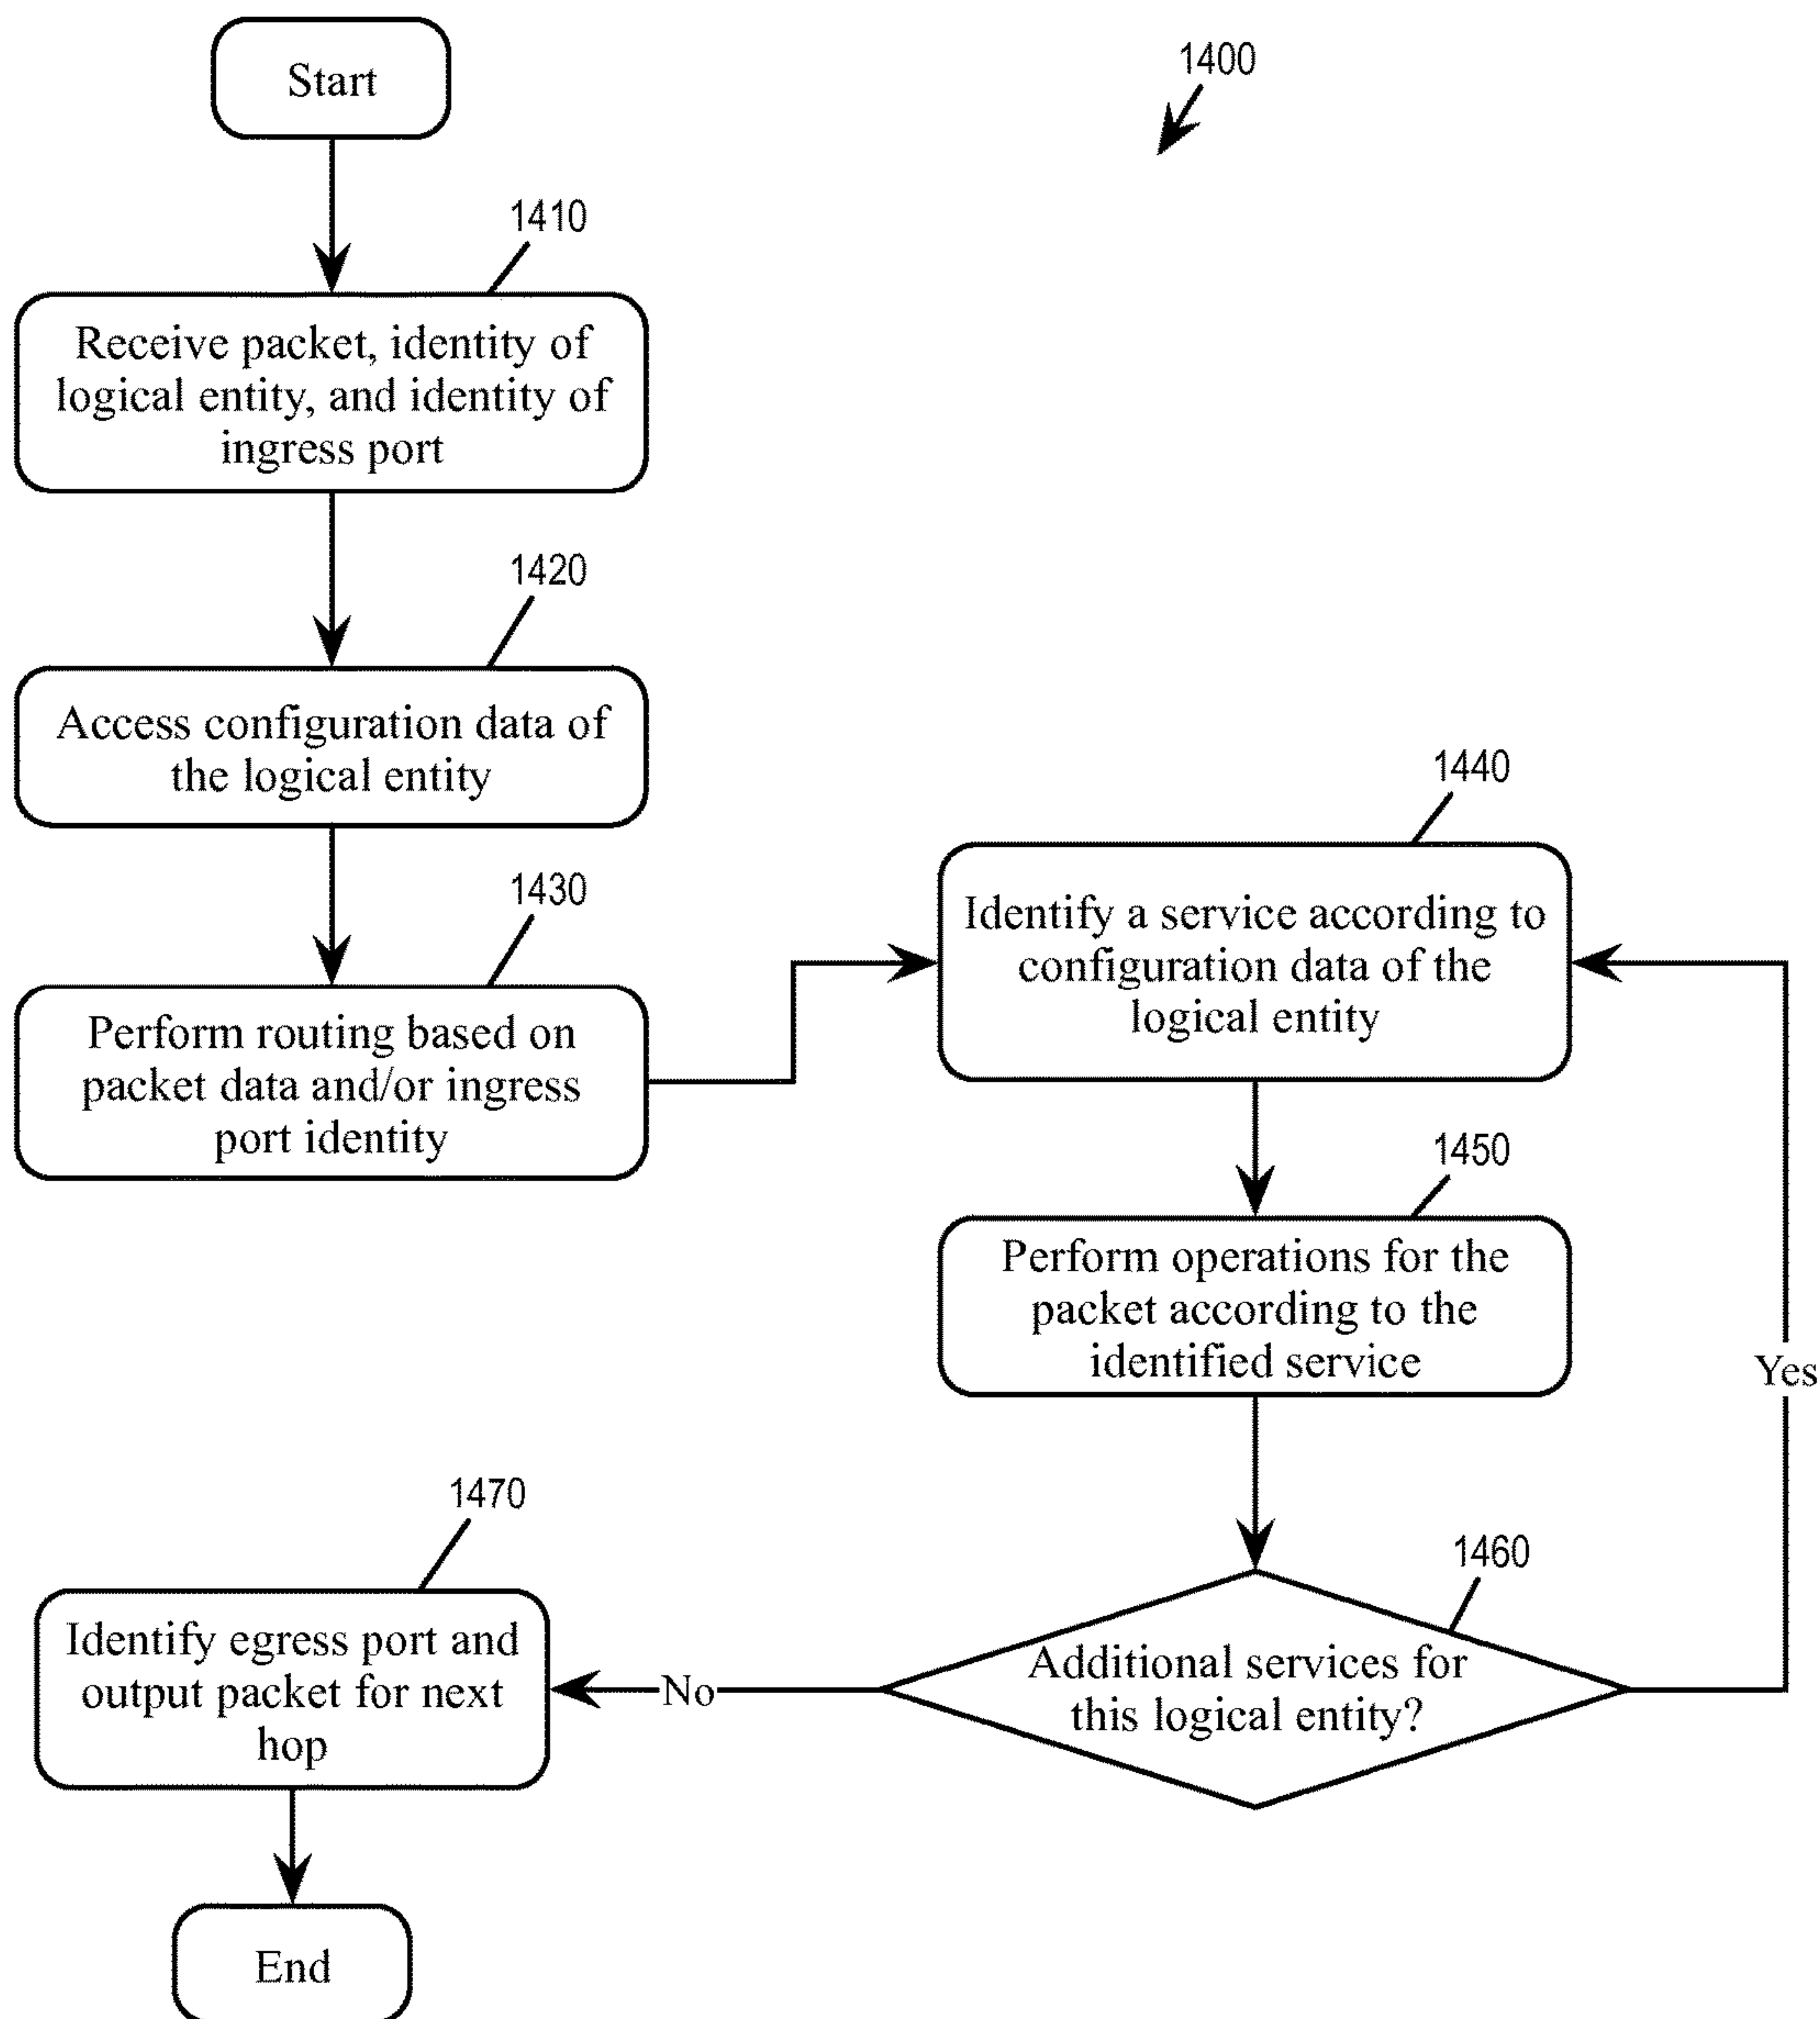 Start
1400
1410
Receive packet, identity of
logical entity, and identity of
ingress port
1420
Access configuration data of
the logical entity
1430
Perform routing based on
packet data and/or ingress
port identity
1440
Identify a service according to
configuration data of the
logical entity
1450
Perform operations for the
packet according to the
identified service
Yes
1460
Additional services for
this logical entity?
No
1470
Identify egress port and
output packet for next
hop
End